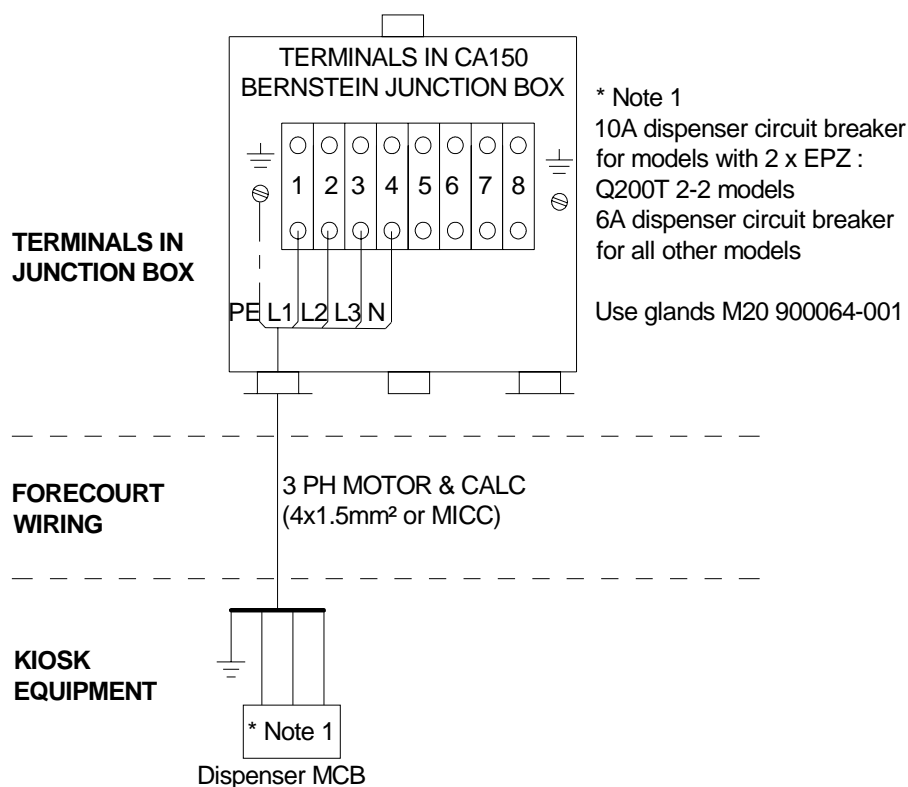 TERMINALS IN CA150
BERNSTEIN JUNCTION BOX
1 2 3 4 5 6 7 8
PE L1 L2 L3 N
* Note 1
10A dispenser circuit breaker
for models with 2 x EPZ :
Q200T 2-2 models
6A dispenser circuit breaker
for all other models
Use glands M20 900064-001
TERMINALS IN
JUNCTION BOX
FORECOURT
WIRING
3 PH MOTOR & CALC
(4x1.5mm² or MICC)
KIOSK
EQUIPMENT
* Note 1
Dispenser MCB